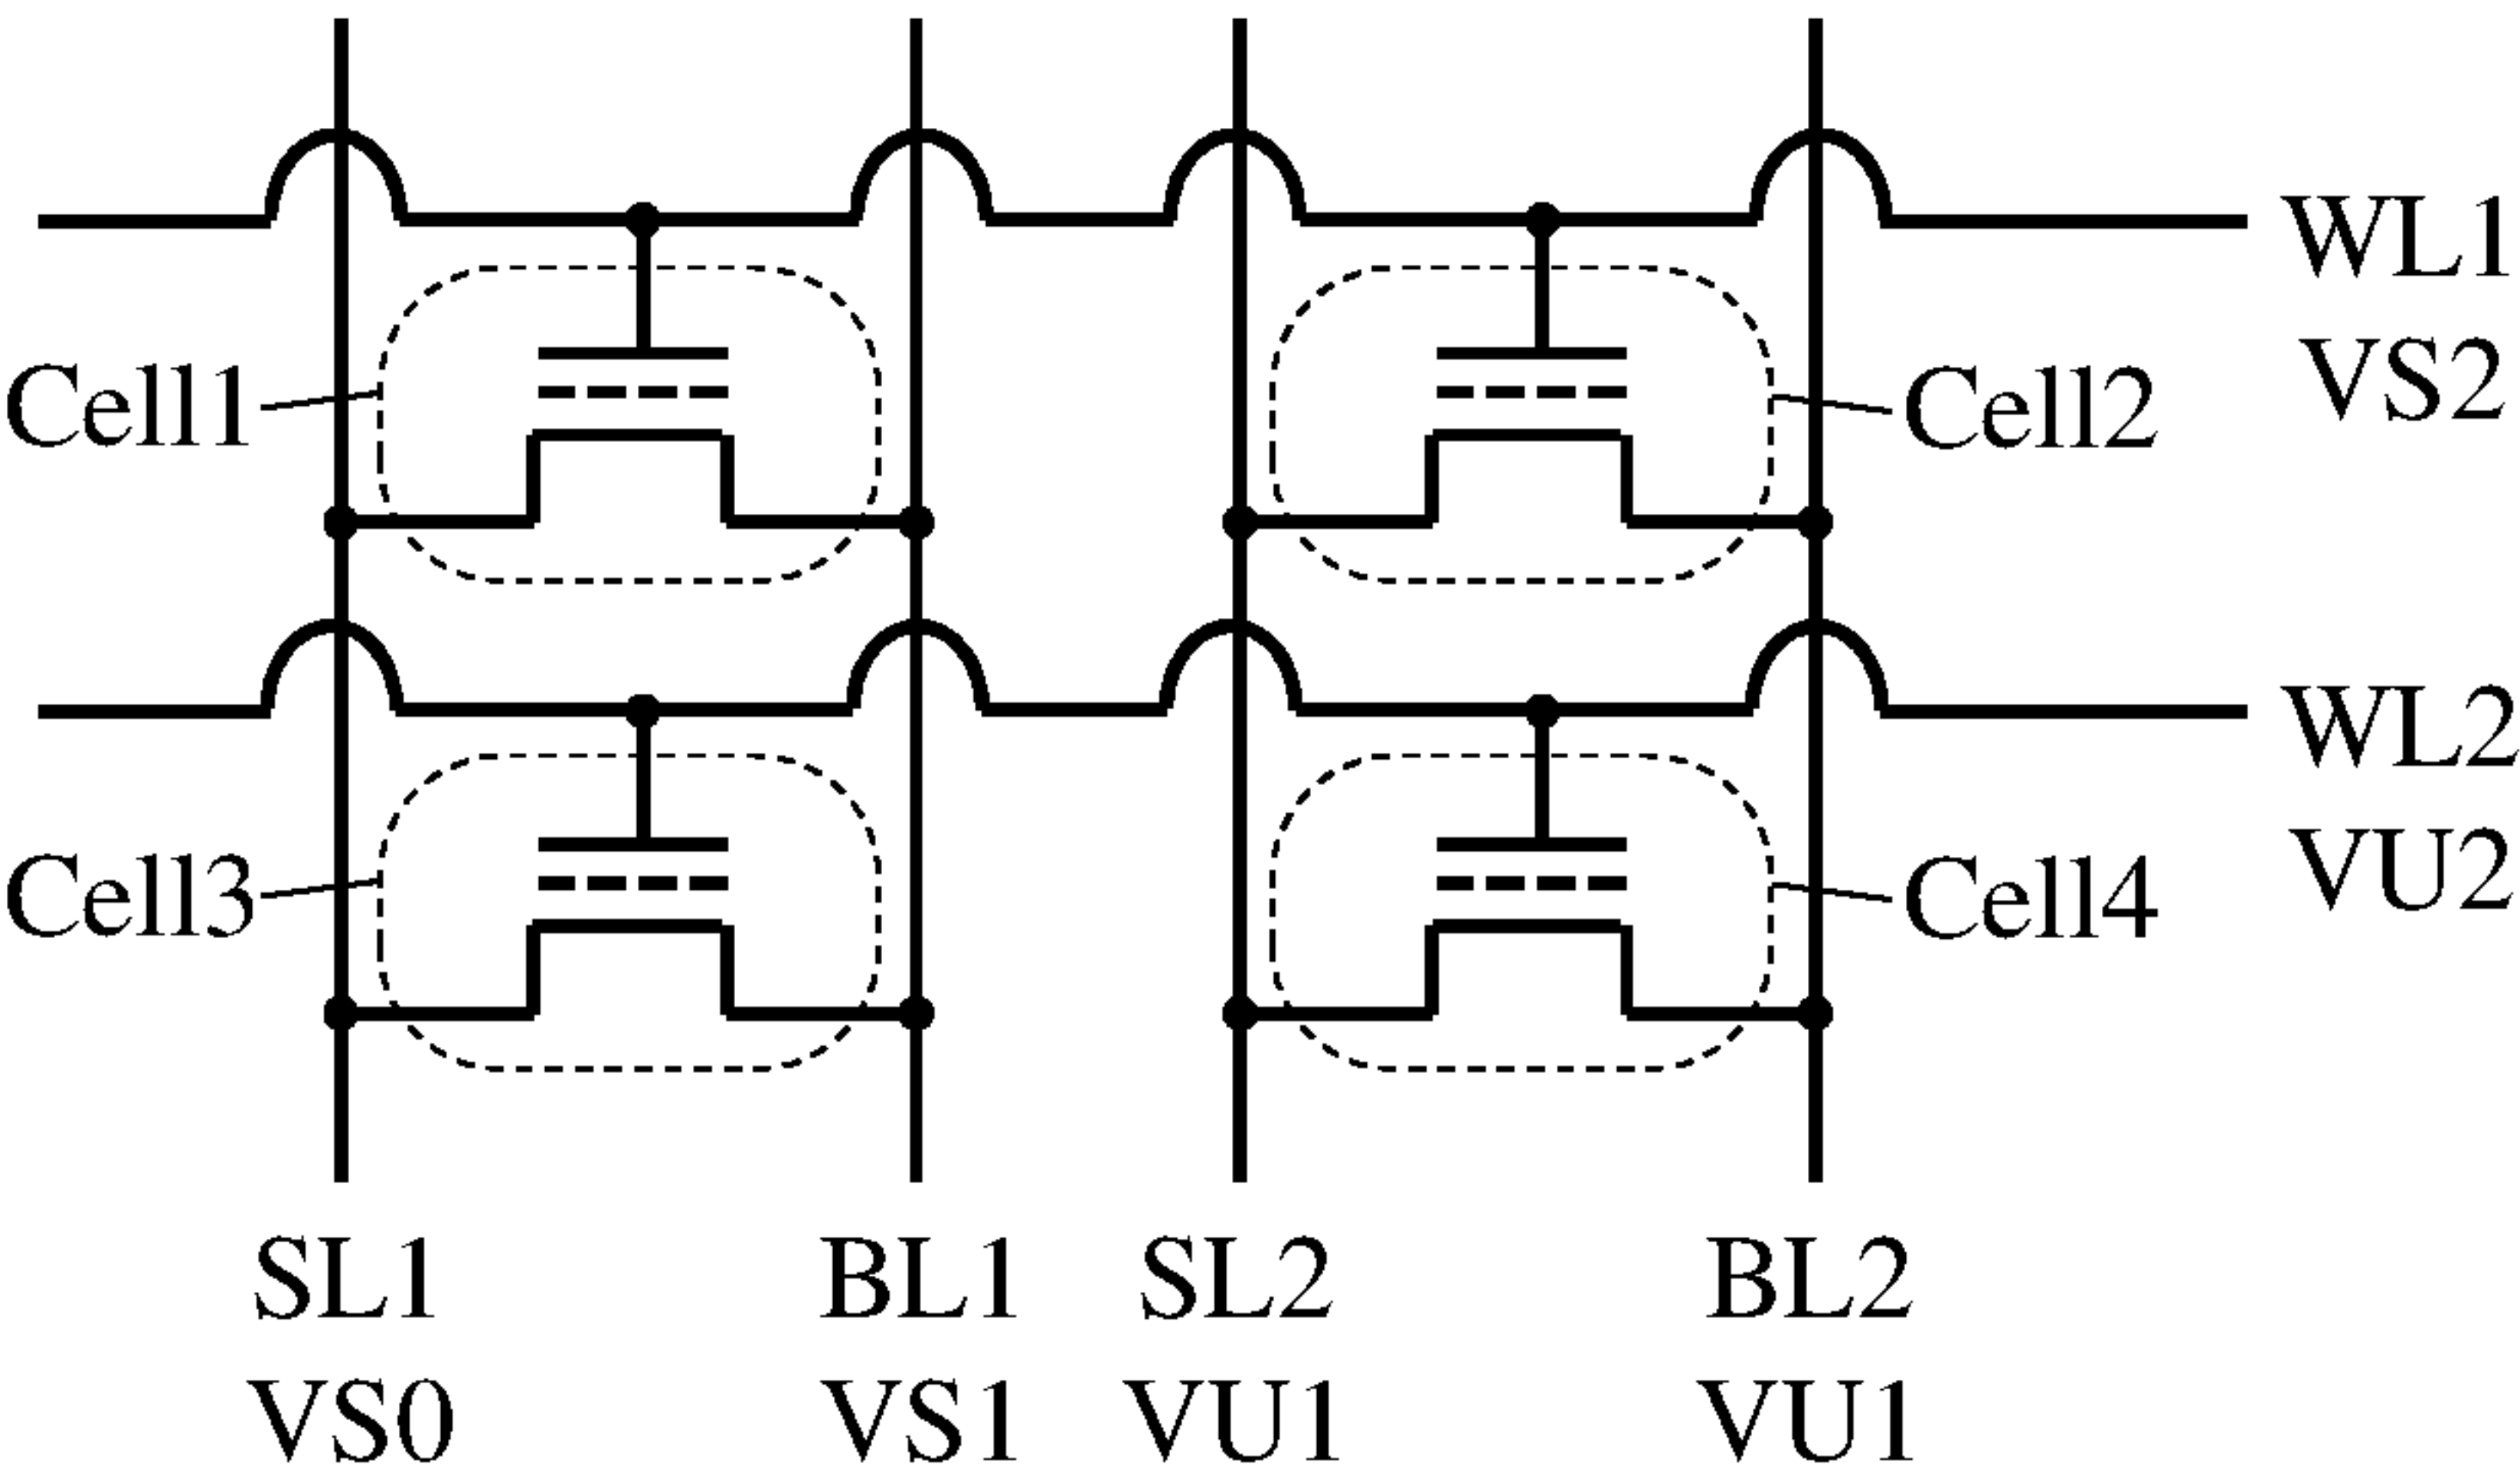 WL1
VS2
Cell1
Cell2
WL2
VU2
Cell3
Cell4
SL1 BL1 SL2 BL2
VS0 VS1 VU1 VU1